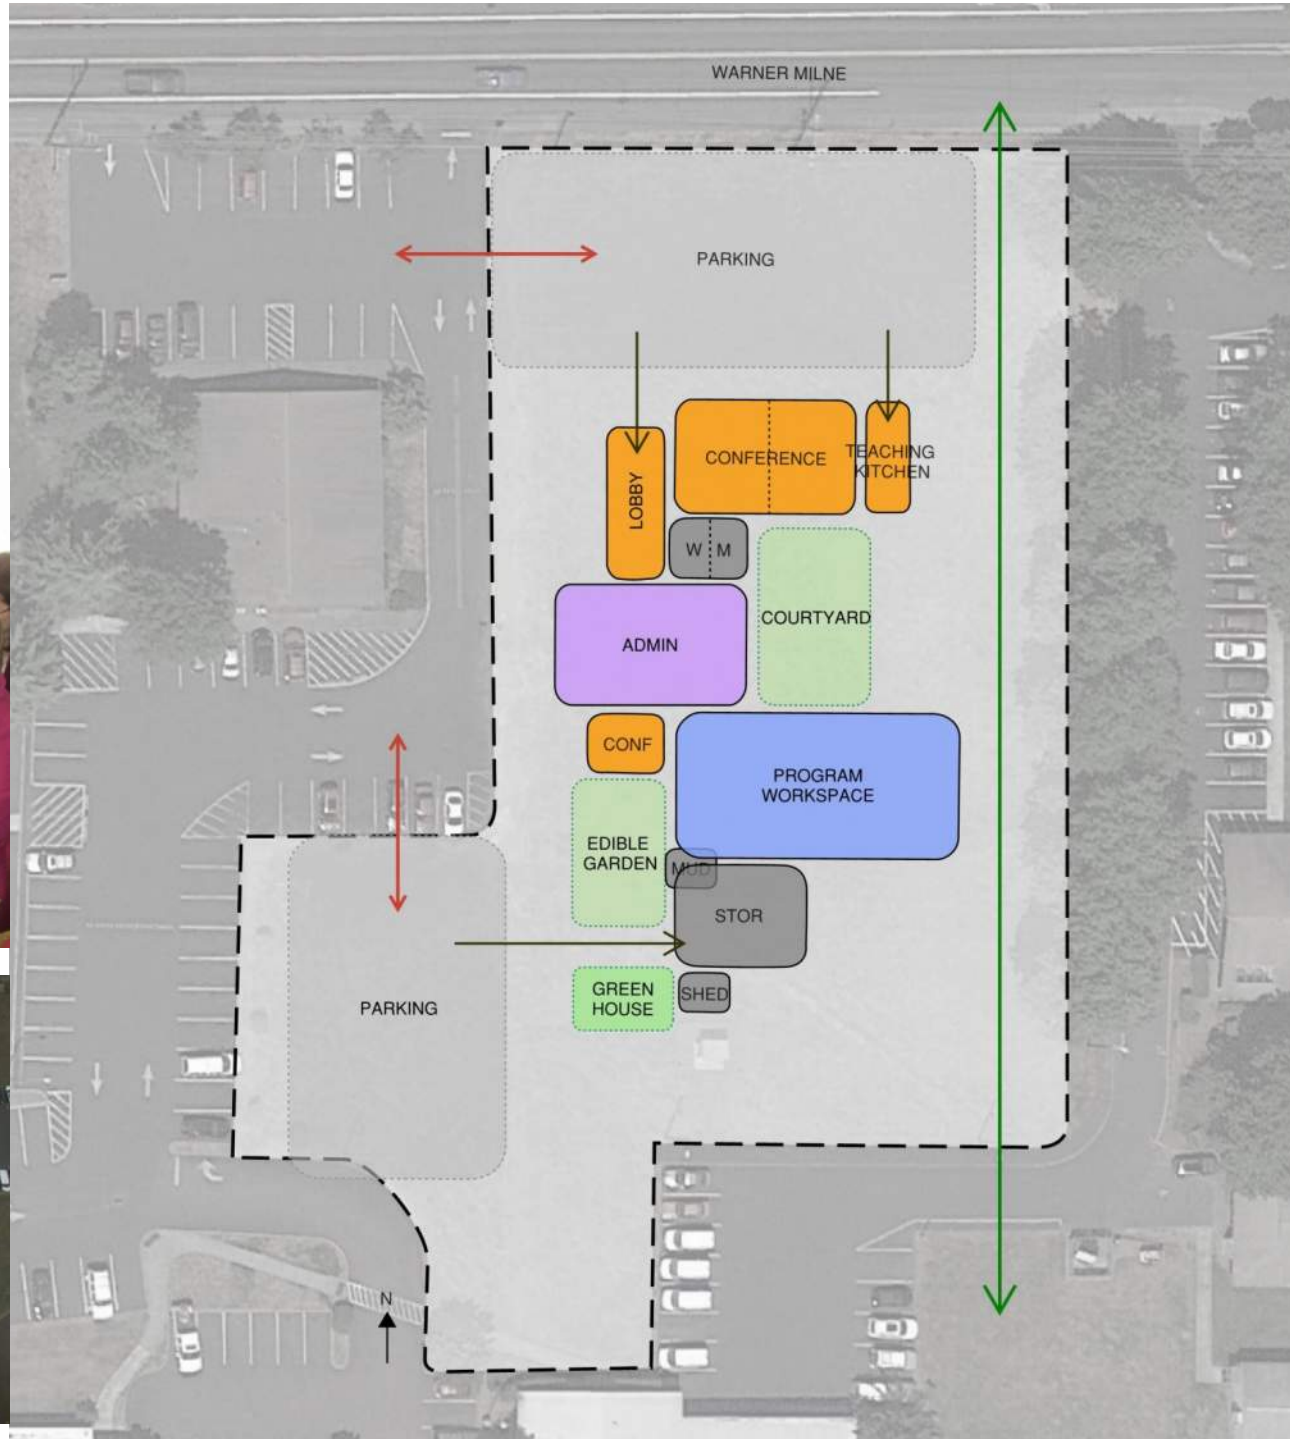 WARNER MILNE
PARKING
CONFERENCE
TEACHING
KITCHEN
LOBBY
W M
COURTYARD
ADMIN
CONF
PROGRAM
WORKSPACE
EDIBLE
GARDEN
MUD
STOR
GREEN
HOUSE
SHED
PARKING
N